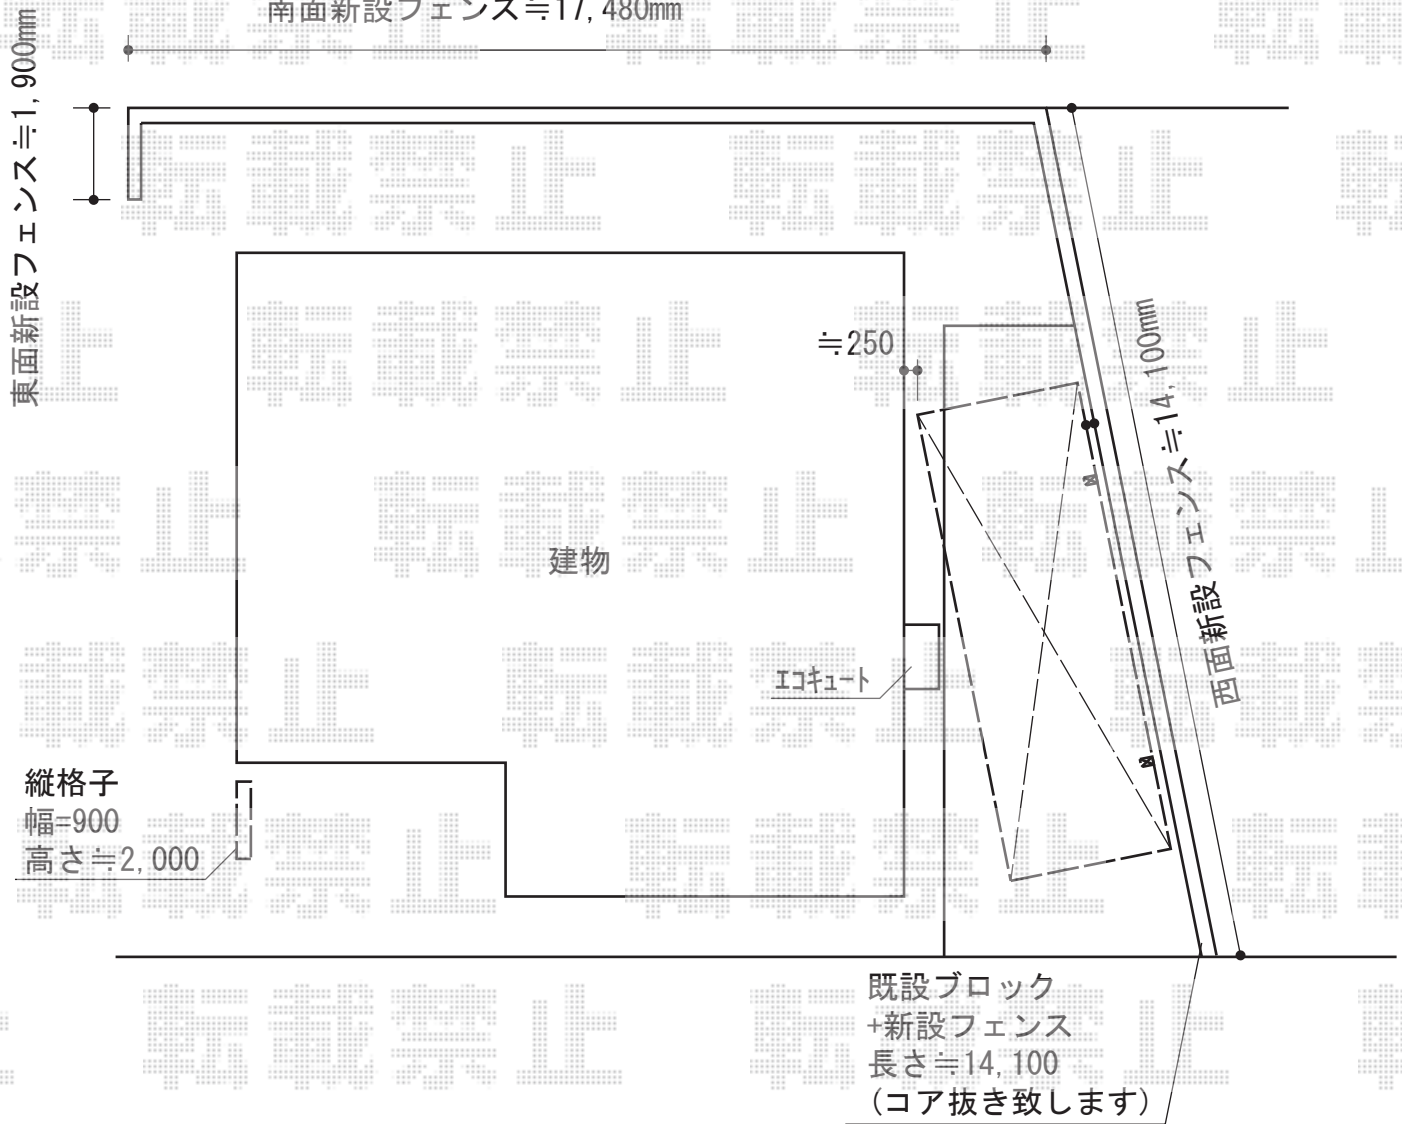 南面新設フェンス≒17,480mm
東面新設フェンス≒1,900mm
≒250
西面新設フェンス≒14,100mm
建物
エコキュート
縦格子
幅=900
高さ≒2,000
既設ブロック
+新設フェンス
長さ≒14,100
(コア抜き致します)
転載禁止